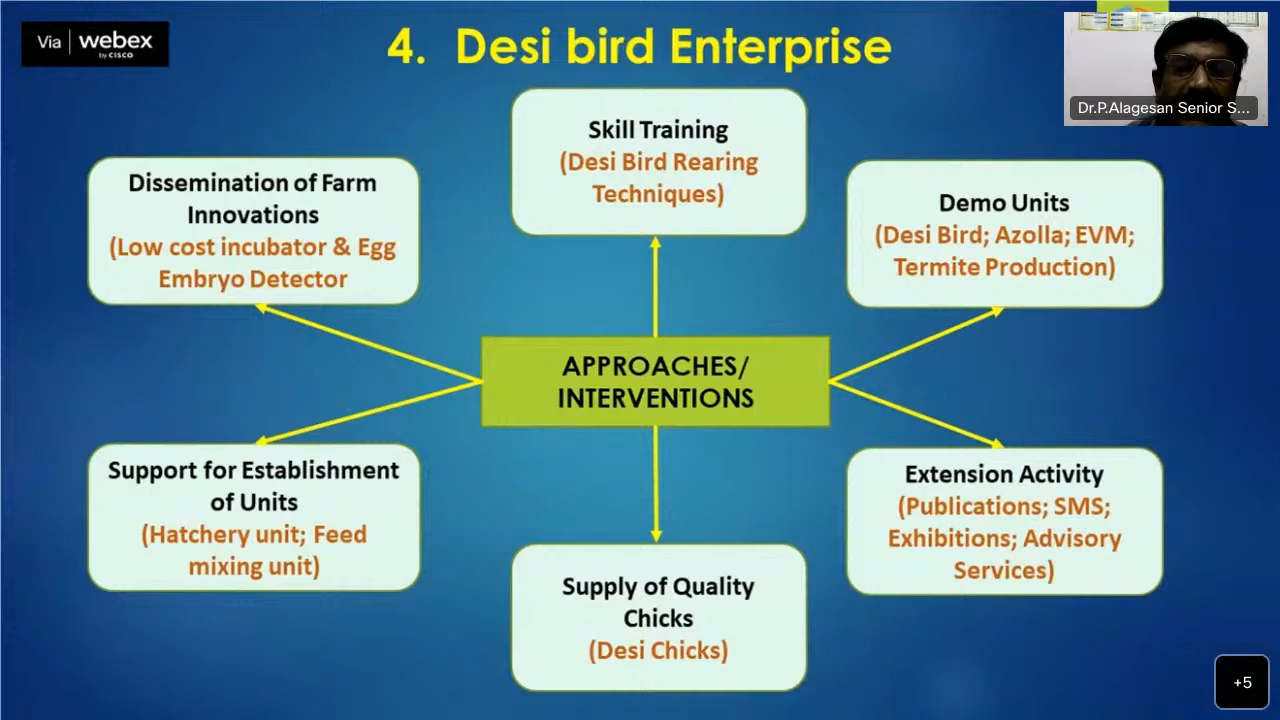 Via | webex
by CISCO
4. Desi bird Enterprise
Dr.P.Alagesan Senior S...
Skill Training
(Desi Bird Rearing
Techniques)
Dissemination of Farm
Innovations
(Low cost incubator & Egg
Embryo Detector
Demo Units
(Desi Bird; Azolla; EVM;
Termite Production)
APPROACHES/
INTERVENTIONS
Support for Establishment
of Units
(Hatchery unit; Feed
mixing unit)
Extension Activity
(Publications; SMS;
Exhibitions; Advisory
Services)
Supply of Quality
Chicks
(Desi Chicks)
+5